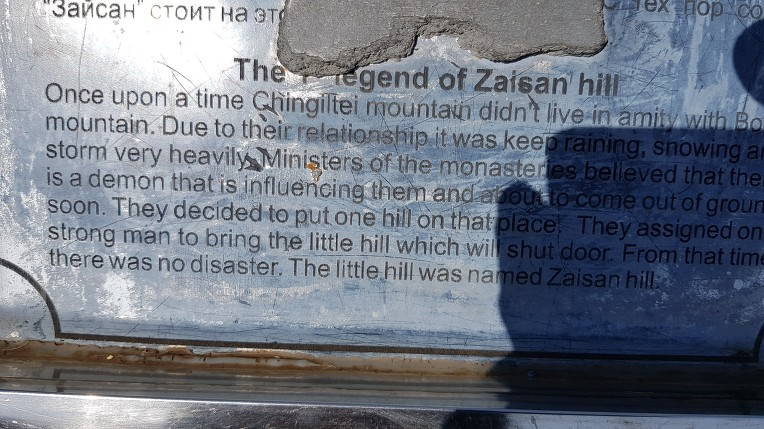 "Зайсан" стоит на эт
тех пор со
The legend of Zaisan hill
Once upon a time Chingiltei mountain didn't live in amity with Bo
mountain. Due to their relationship it was keep raining, snowing a
storm very heavily. Ministers of the monasteries believed that the
is a demon that is influencing them and about to come out of groun
soon. They decided to put one hill on that place. They assigned on
strong man to bring the little hill which will shut door. From that time
there was no disaster. The little hill was named Zaisan hill.